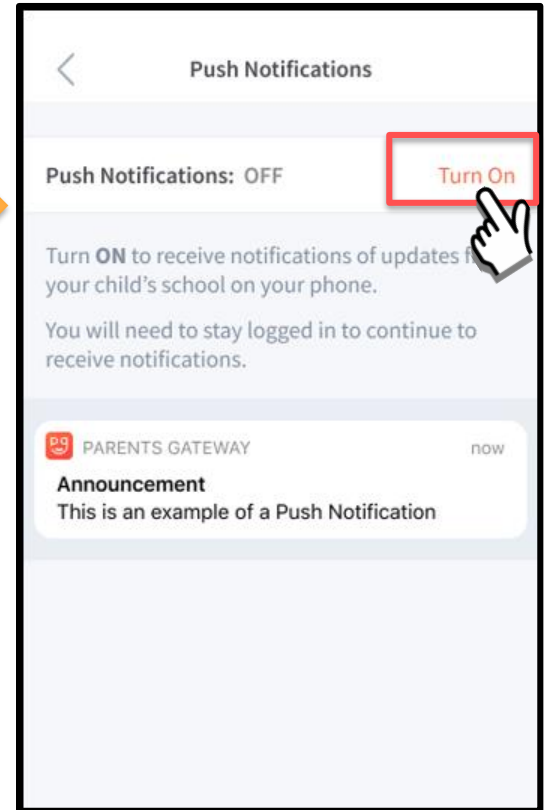 Push Notifications
Push Notifications: OFF Turn On
Turn ON to receive notifications of updates
your child's school on your phone.
You will need to stay logged in to continue to
receive notifications.
pg PARENTS GATEWAY now
Announcement
This is an example of a Push Notification